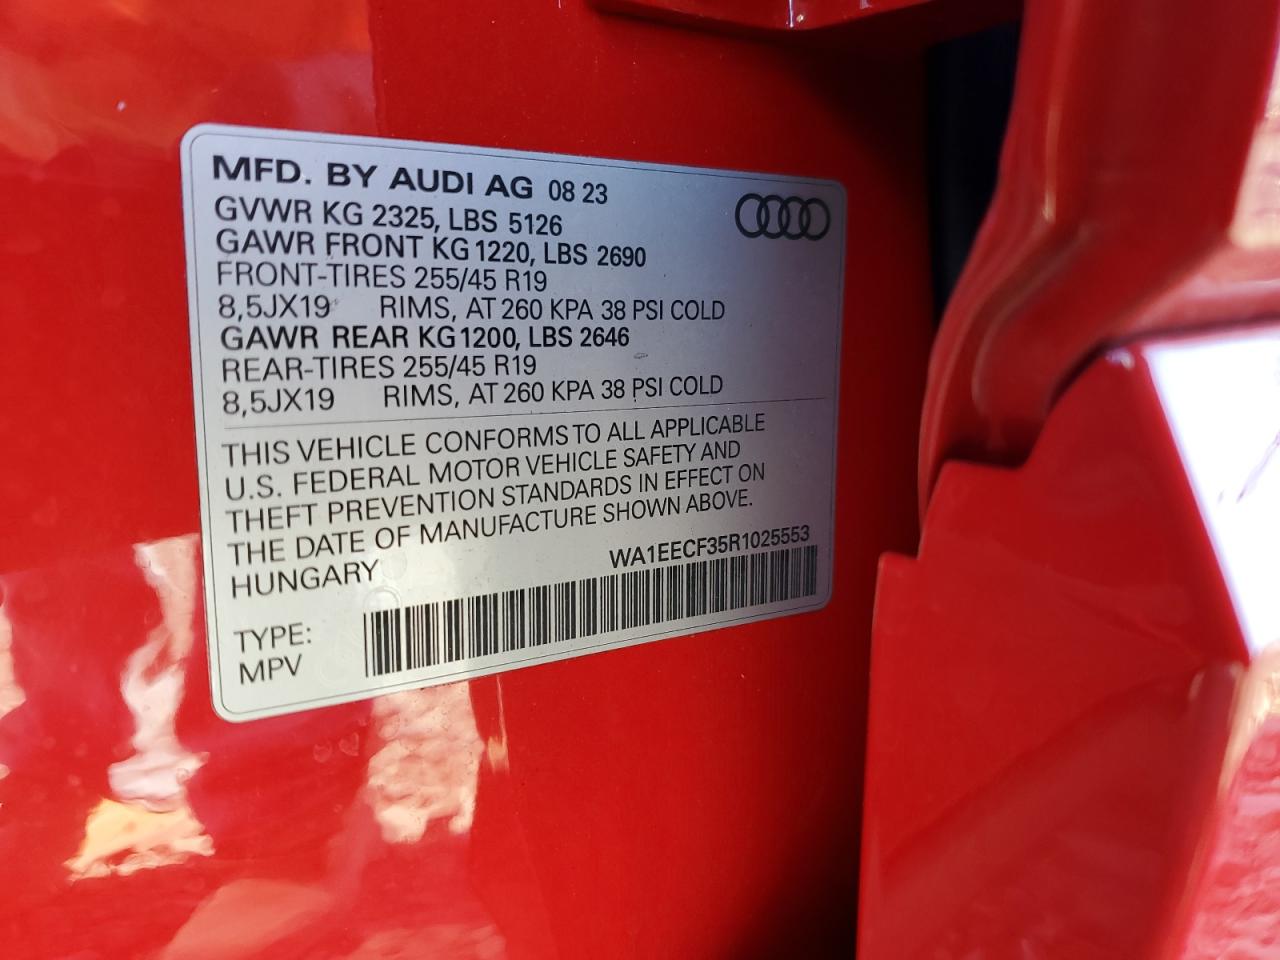 MFD. BY AUDI AG 08 23
GVWR KG 2325, LBS 5126
GAWR FRONT KG 1220, LBS 2690
FRONT-TIRES 255/45 R19
8,5JX19 RIMS, AT 260 KPA 38 PSI COLD
GAWR REAR KG 1200, LBS 2646
REAR-TIRES 255/45 R19
8,5JX19 RIMS, AT 260 KPA 38 PSI COLD
THIS VEHICLE CONFORMS TO ALL APPLICABLE
U.S. FEDERAL MOTOR VEHICLE SAFETY AND
THEFT PREVENTION STANDARDS IN EFFECT ON
THE DATE OF MANUFACTURE SHOWN ABOVE.
HUNGARY
WA1EECF35R1025553
TYPE:
MPV